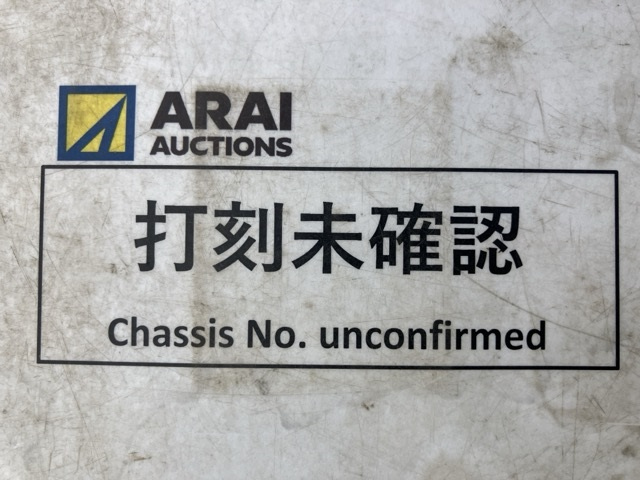 ARAI
AUCTIONS
打刻未確認
Chassis No. unconfirmed